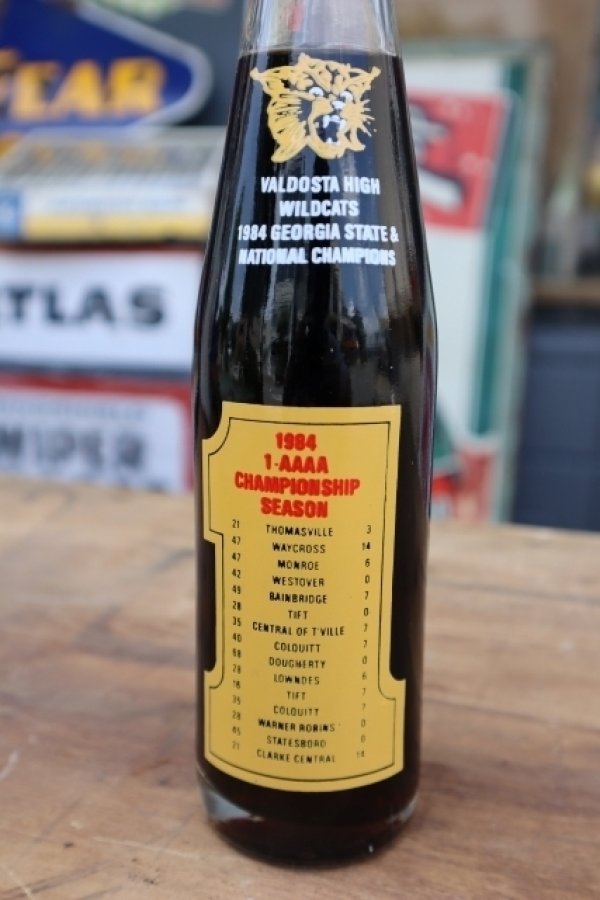 EAR
TLAS
VALDOSTA HIGH
WILDCATS
1984 GEORGIA STATE &
NATIONAL CHAMPIONS
1984
1-AAAA
CHAMPIONSHIP
SEASON
21 THOMASVILLE 3
47 WAYCROSS 14
47 MONROE 6
42 WESTOVER 0
49 BAINBRIDGE 7
28 TIFT 0
35 CENTRAL OF T'VILLE 7
40 COLQUITT 7
68 DOUGHERTY 0
28 LOWNDES 6
16 TIFT 7
35 COLQUITT 7
28 WARNER ROBINS 0
45 STATESBORO 0
21 CLARKE CENTRAL 14